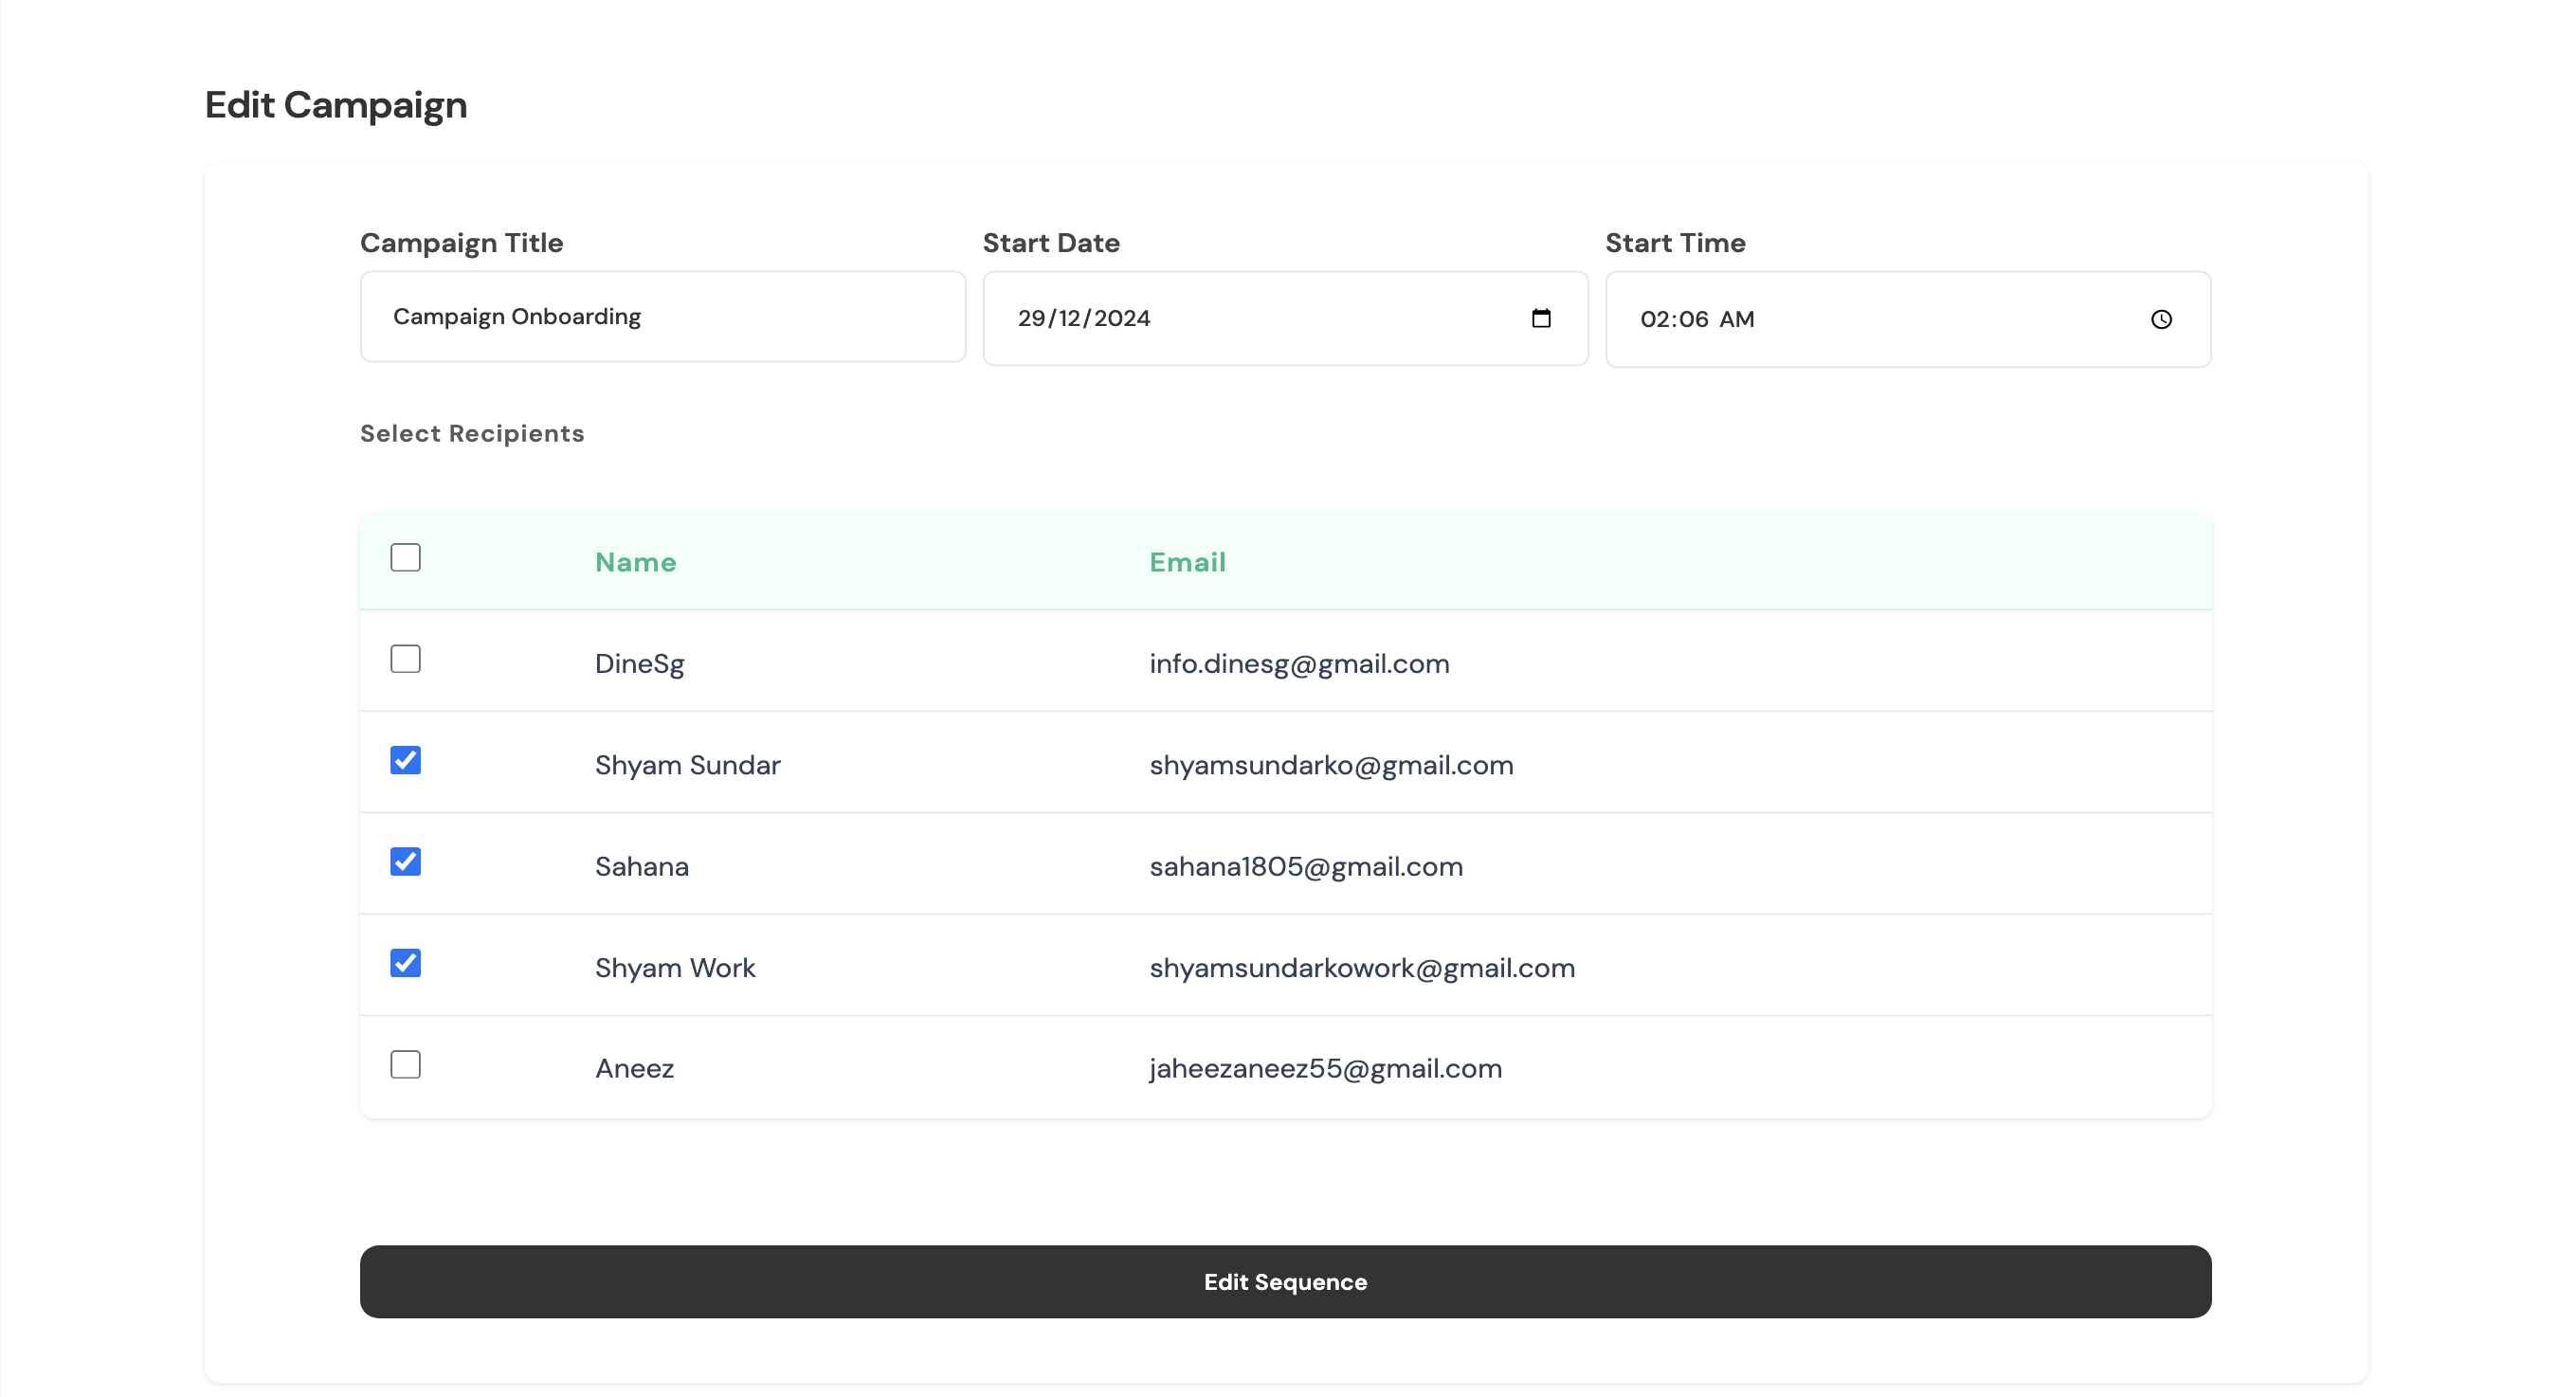 Edit Campaign
Campaign Title Start Date Start Time
Campaign Onboarding 29/12/2024 02:06 AM
Select Recipients
Name Email
DineSg info.dinesg@gmail.com
Shyam Sundar shyamsundarko@gmail.com
Sahana sahana1805@gmail.com
Shyam Work shyamsundarkowork@gmail.com
Aneez jaheezaneez55@gmail.com
Edit Sequence